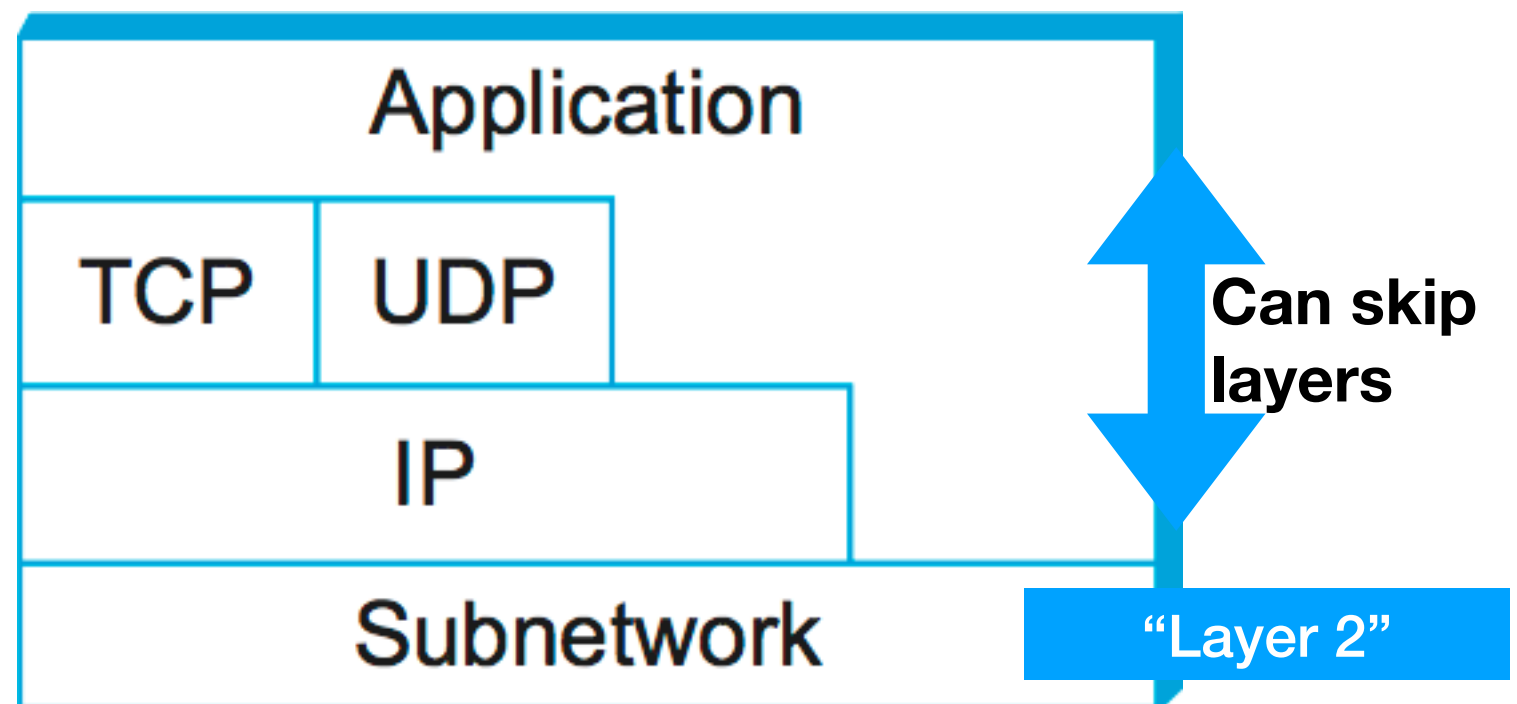 Application
TCP
UDP
Can skip
layers
IP
Subnetwork
“Layer 2”